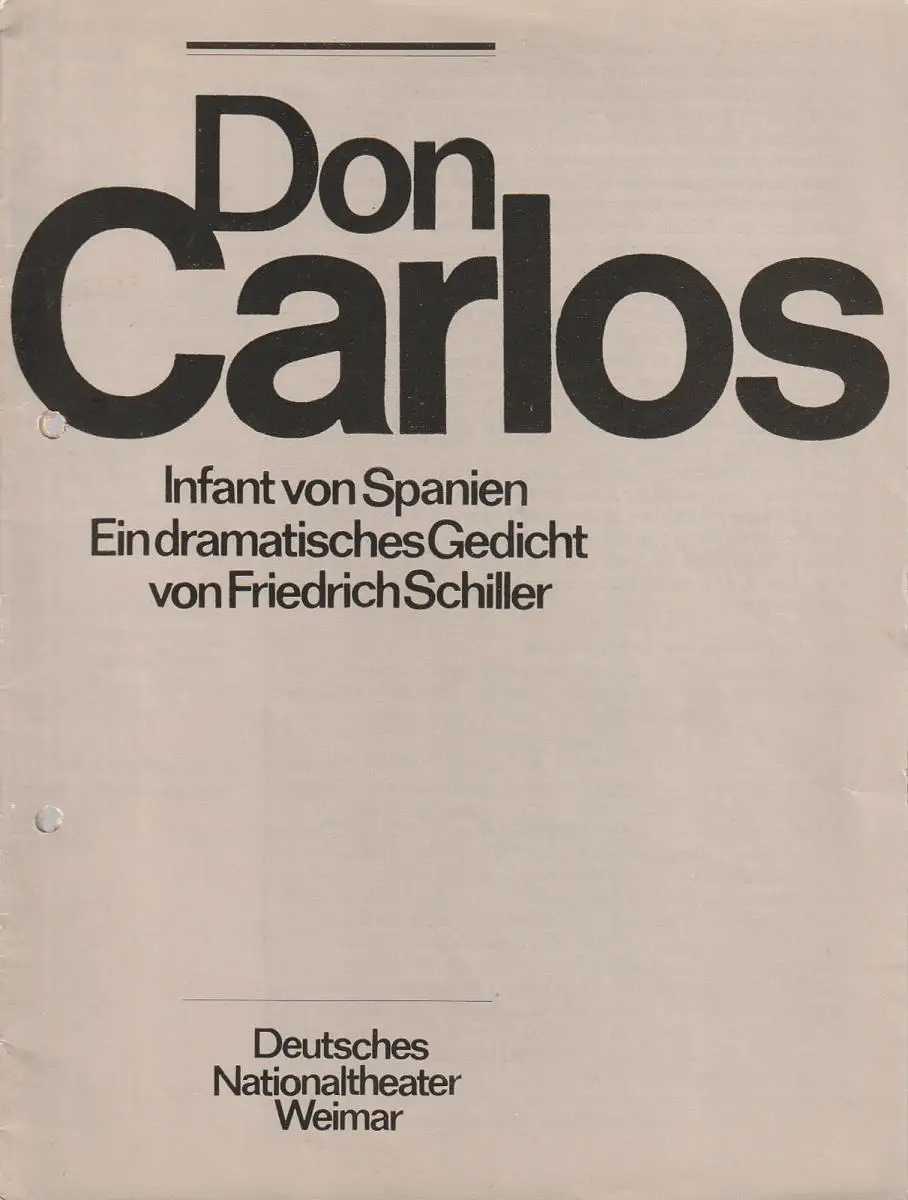 Don
Carlos
Infant von Spanien
Ein dramatisches Gedicht
von Friedrich Schiller
Deutsches
Nationaltheater
Weimar